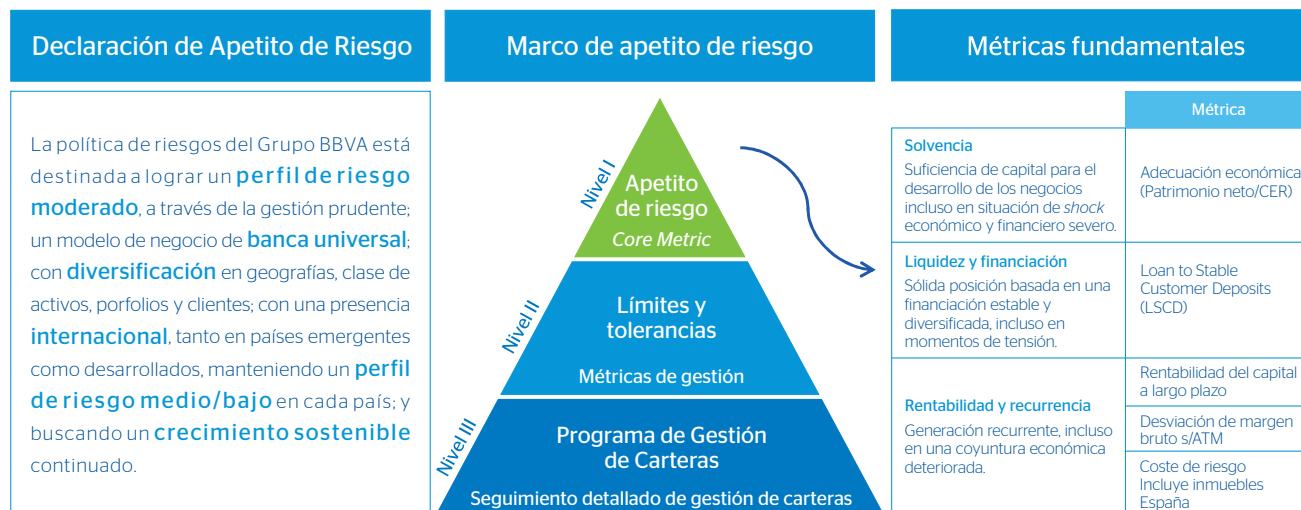 Declaración de Apetito de Riesgo
La política de riesgos del Grupo BBVA está
destinada a lograr un perfil de riesgo
moderado, a través de la gestión prudente;
un modelo de negocio de banca universal;
con diversificación en geografías, clase de
activos, porfolios y clientes; con una presencia
internacional, tanto en países emergentes
como desarrollados, manteniendo un perfil
de riesgo medio/bajo en cada país; y
buscando un crecimiento sostenible
continuado.
Marco de apetito de riesgo
Nivel I
Apetito
de riesgo
Core Metric
Nivel II
Límites y
tolerancias
Métricas de gestión
Nivel III
Programa de Gestión
de Carteras
Seguimiento detallado de gestión de carteras
Métricas fundamentales
Métrica
Solvencia
Suficiencia de capital para el
desarrollo de los negocios
incluso en situación de shock
económico y financiero severo.
Adecuación económica
(Patrimonio neto/CER)
Liquidez y financiación
Sólida posición basada en una
financiación estable y
diversificada, incluso en
momentos de tensión.
Loan to Stable
Customer Deposits
(LSCD)
Rentabilidad y recurrencia
Generación recurrente, incluso
en una coyuntura económica
deteriorada.
Rentabilidad del capital
a largo plazo
Desviación de margen
bruto s/ATM
Coste de riesgo
Incluye inmuebles
España